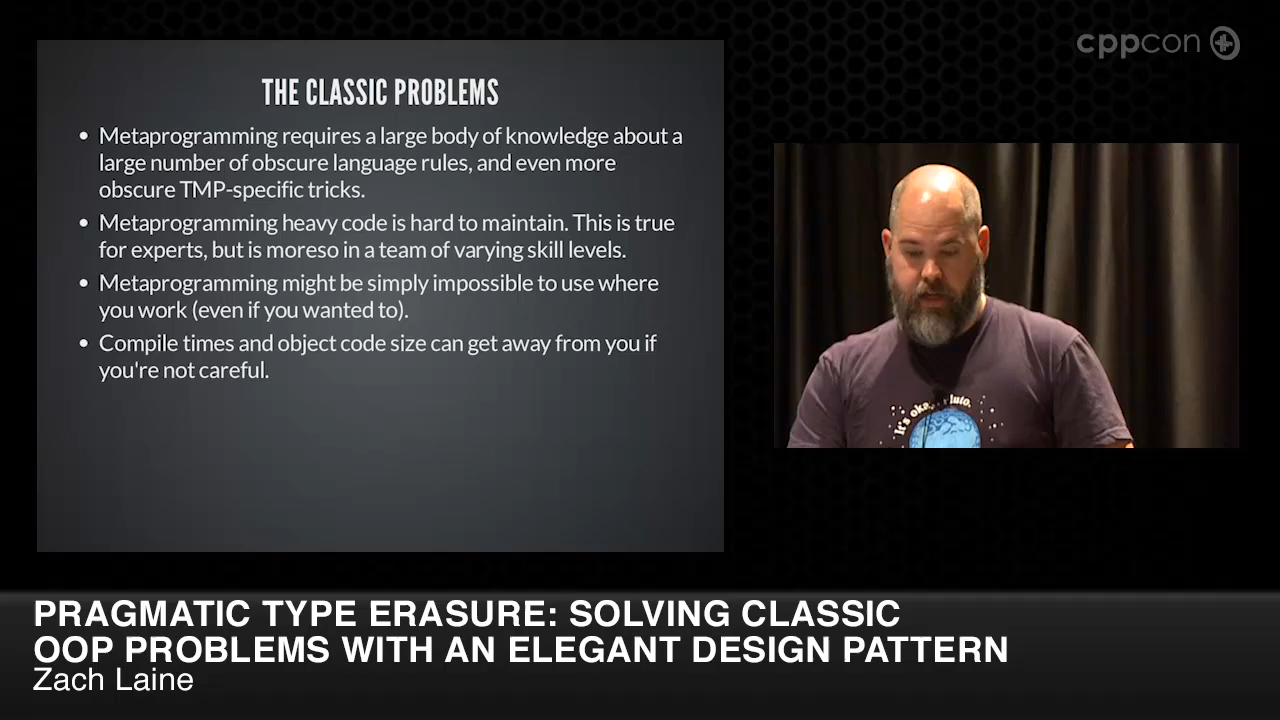 cppcon
THE CLASSIC PROBLEMS
Metaprogramming requires a large body of knowledge about a
large number of obscure language rules, and even more
obscure TMP-specific tricks.
Metaprogramming heavy code is hard to maintain. This is true
for experts, but is moreso in a team of varying skill levels.
Metaprogramming might be simply impossible to use where
you work (even if you wanted to).
Compile times and object code size can get away from you if
you're not careful.
It's
PRAGMATIC TYPE ERASURE: SOLVING CLASSIC
OOP PROBLEMS WITH AN ELEGANT DESIGN PATTERN
Zach Laine